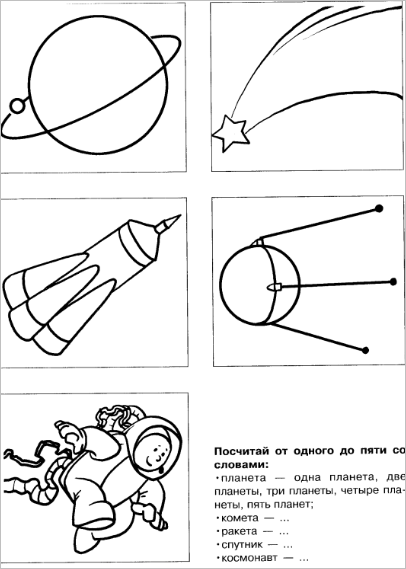 Посчитай от одного до пяти со
словами:
•планета — одна планета, две
планеты, три планеты, четыре пла-
неты, пять планет;
•комета — ...
•ракета — ...
•спутник — ...
•космонавт — ...